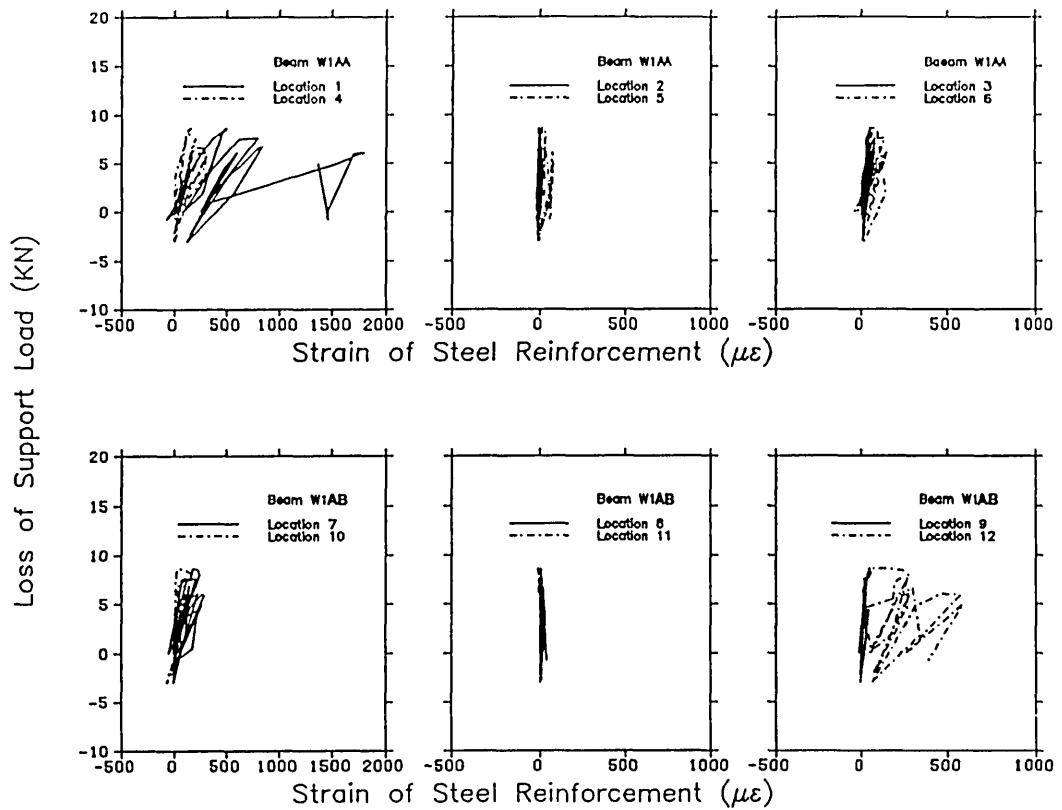 Loss of Support Load (KN)
20
15
10
5
0
-5
-10
Beam W1AA
Location 1
Location 4
-500 0 500 1000 1500 2000
Beam W1AA
Location 2
Location 5
-500 0 500 1000
Baeam W1AA
Location 3
Location 6
-500 0 500 1000
Strain of Steel Reinforcement (με)
20
15
10
5
0
-5
-10
Beam W1AB
Location 7
Location 10
-500 0 500 1000 1500 2000
Beam W1AB
Location 8
Location 11
-500 0 500 1000
Beam W1AB
Location 9
Location 12
-500 0 500 1000
Strain of Steel Reinforcement (με)